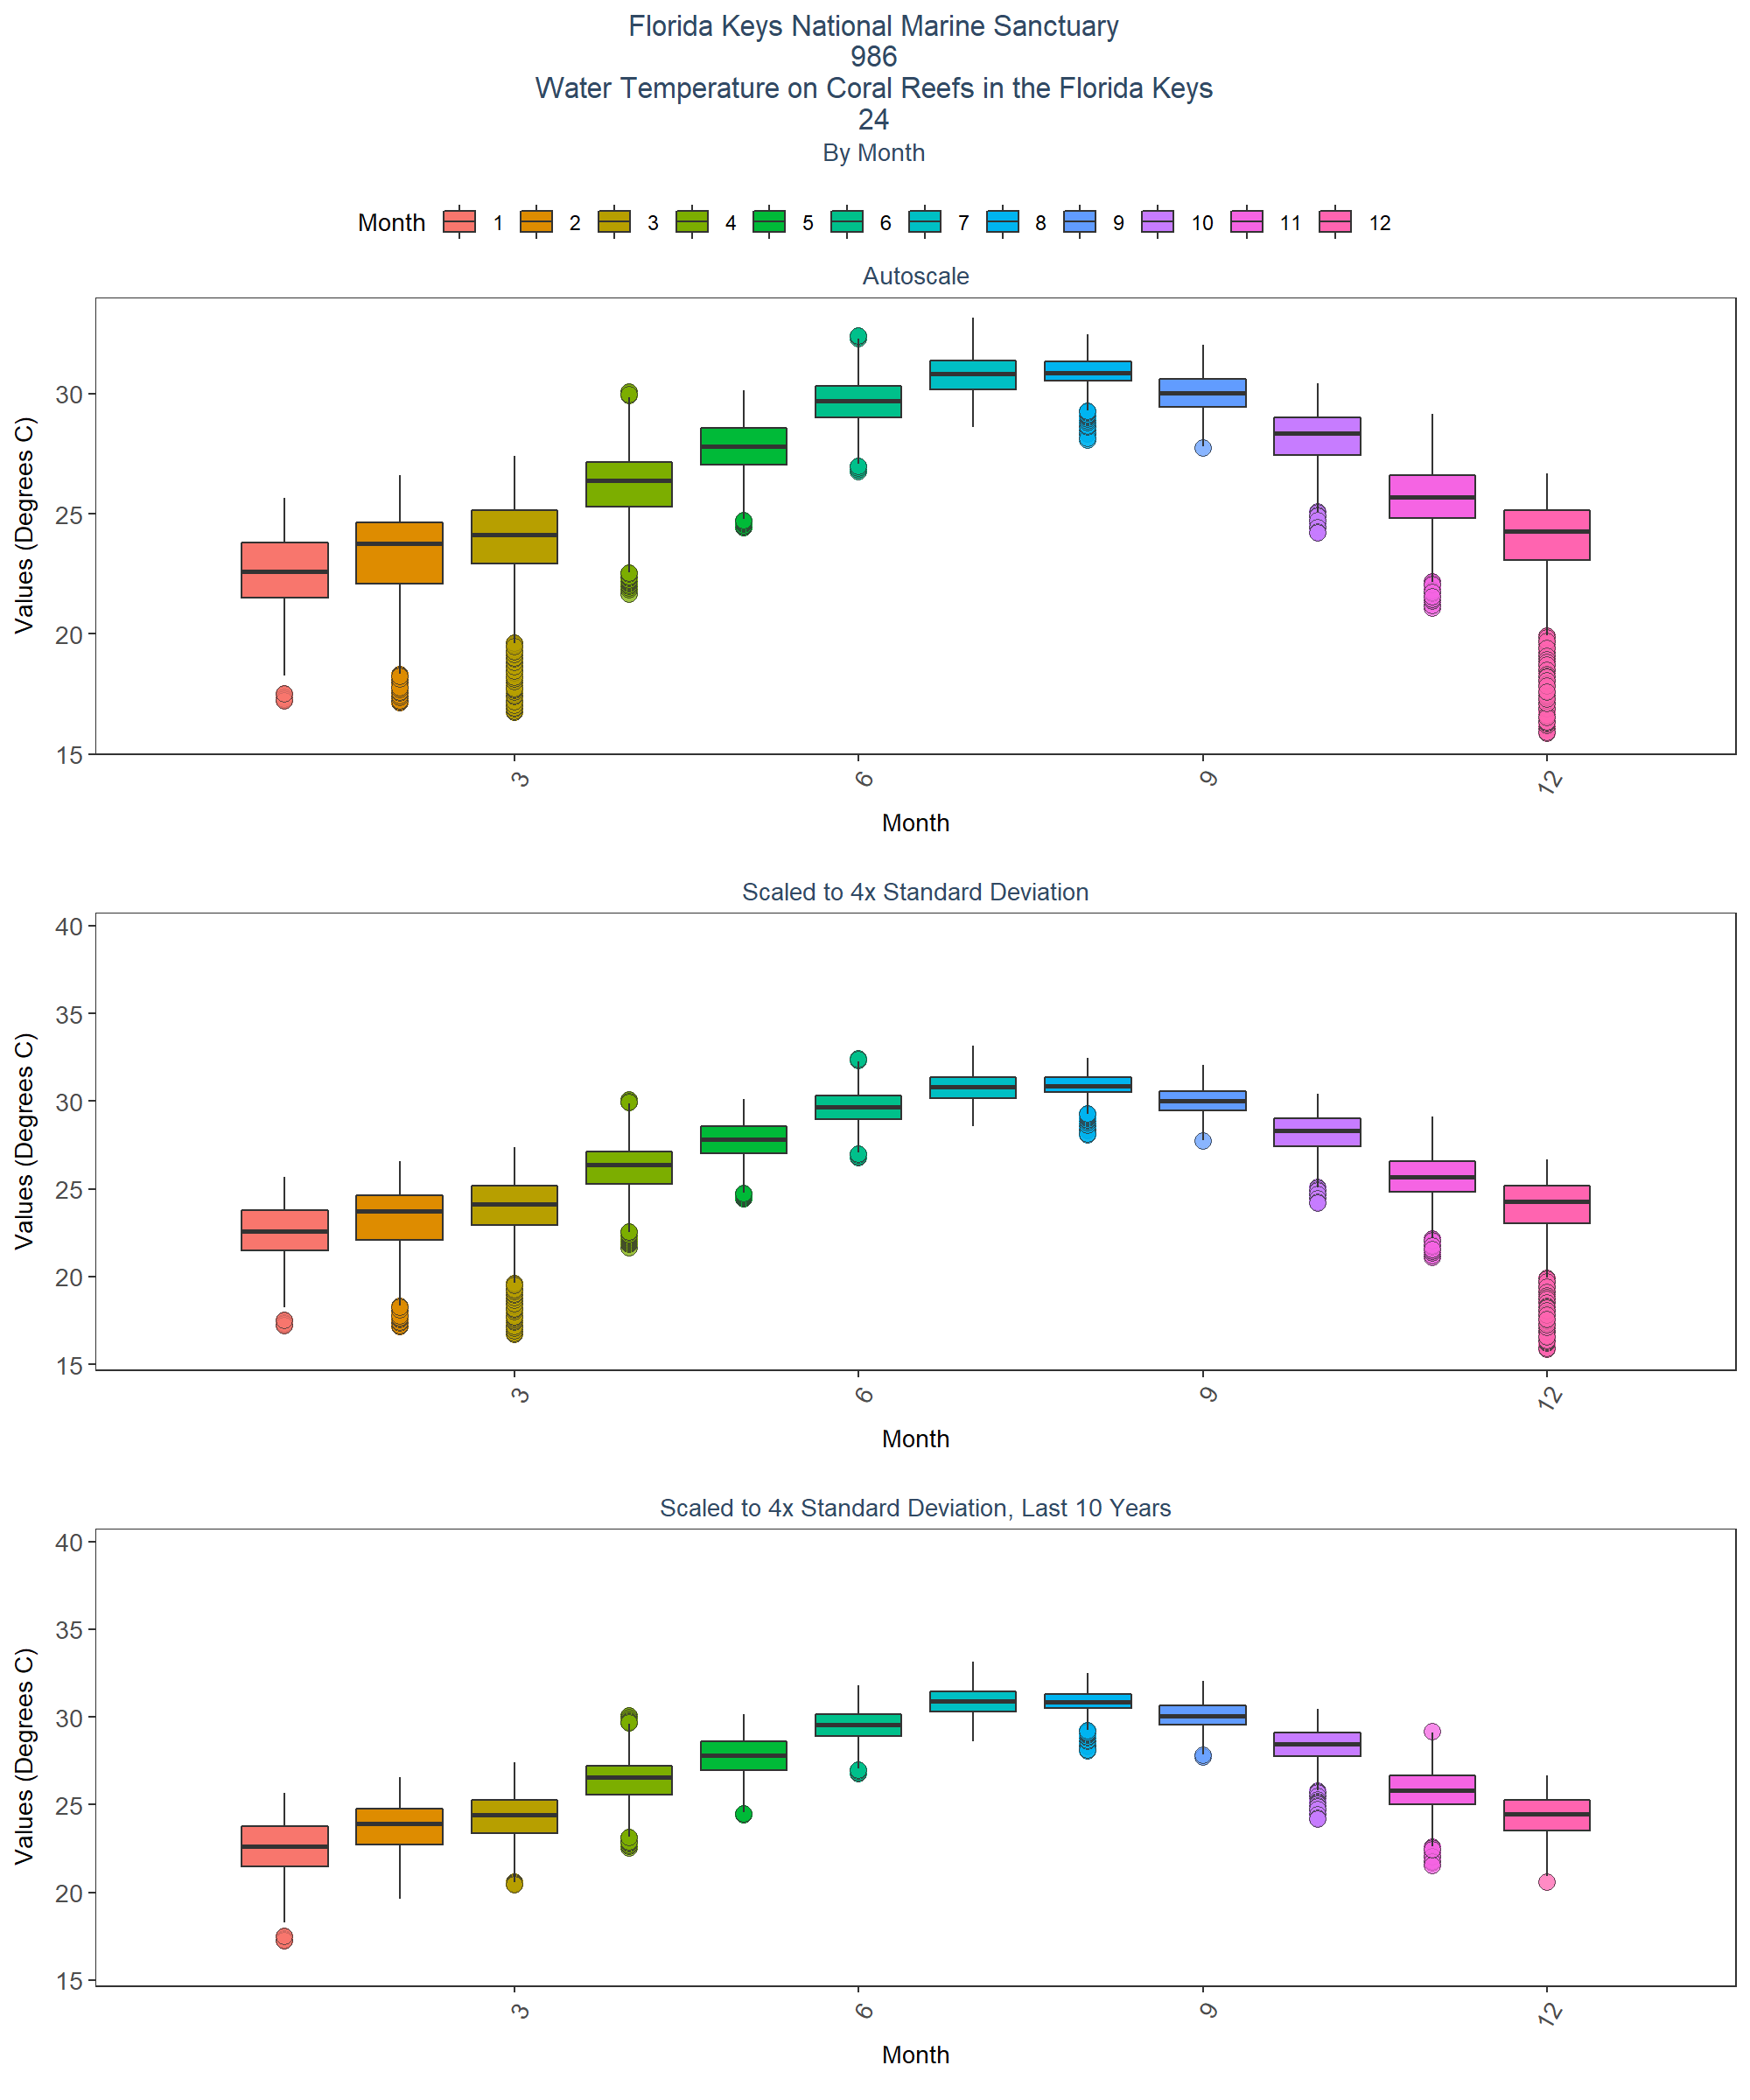 Florida Keys National Marine Sanctuary
986
Water Temperature on Coral Reefs in the Florida Keys
24
By Month
Month 1 2 3 4 5 6 7 8 9 10 11 12
Autoscale
Values (Degrees C)
30
25
20
15
3 6 9 12
Month
Scaled to 4x Standard Deviation
Values (Degrees C)
40
35
30
25
20
15
3 6 9 12
Month
Scaled to 4x Standard Deviation, Last 10 Years
Values (Degrees C)
40
35
30
25
20
15
3 6 9 12
Month